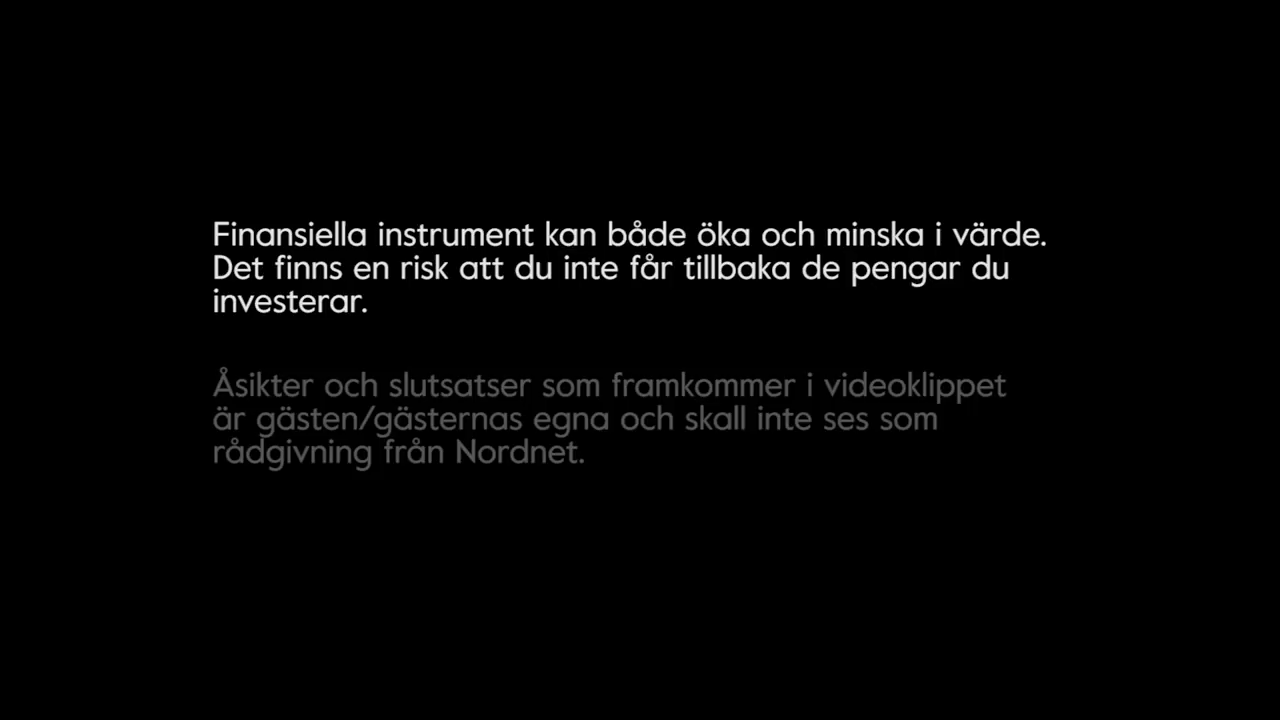 Finansiella instrument kan både öka och minska i värde.
Det finns en risk att du inte får tillbaka de pengar du
investerar.
Åsikter och slutsatser som framkommer i videoklippet
är gästen/gästernas egna och skall inte ses som
rådgivning från Nordnet.